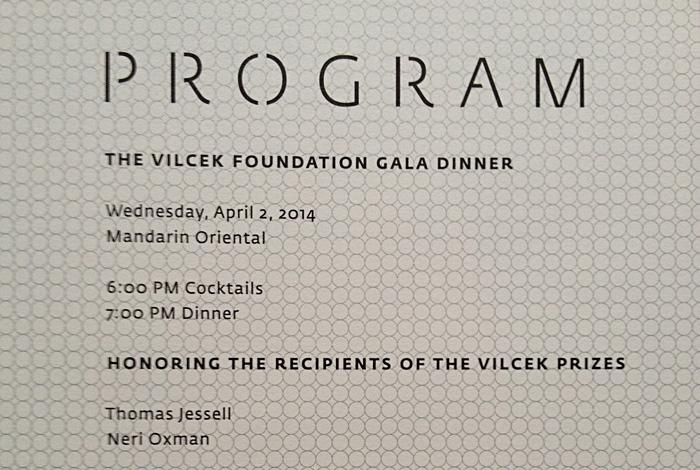 PROGRAM
THE VILCEK FOUNDATION GALA DINNER
Wednesday, April 2, 2014
Mandarin Oriental
6:00 PM Cocktails
7:00 PM Dinner
HONORING THE RECIPIENTS OF THE VILCEK PRIZES
Thomas Jessell
Neri Oxman